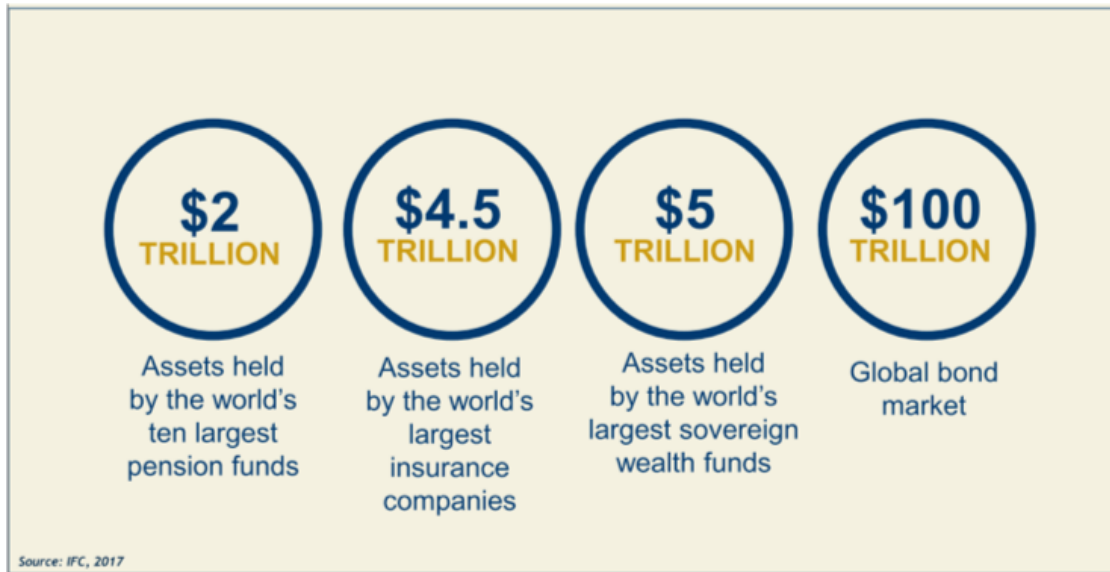 $2
TRILLION
Assets held
by the world's
ten largest
pension funds
$4.5
TRILLION
Assets held
by the world's
largest
insurance
companies
$5
TRILLION
Assets held
by the world's
largest sovereign
wealth funds
$100
TRILLION
Global bond
market
Source: IFC, 2017